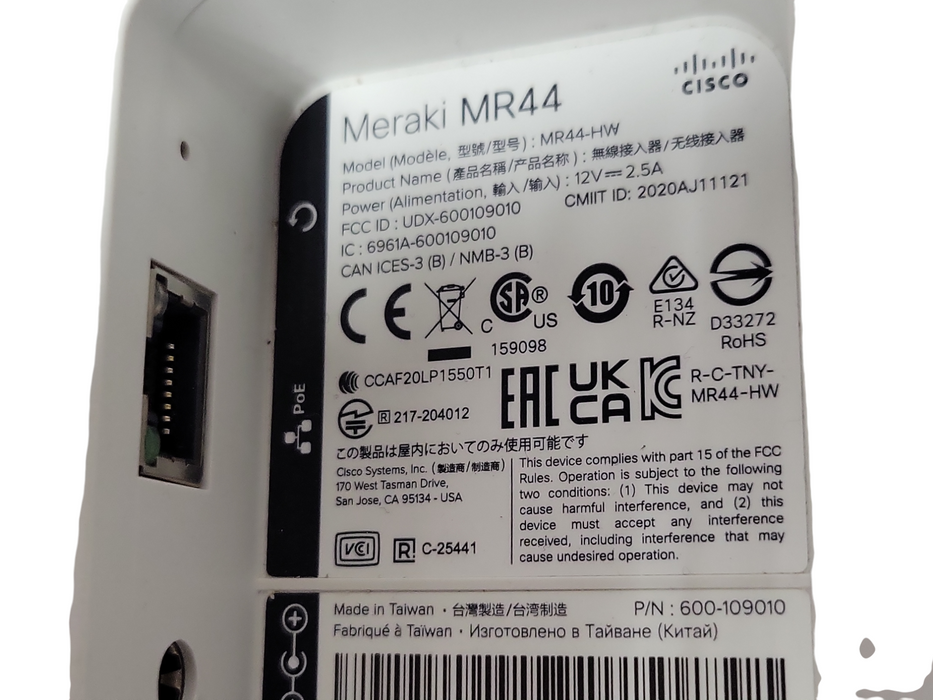 CISCO
Meraki MR44
Model (Modèle, 型號/型号) : MR44-HW
Product Name (產品名稱/产品名称) : 無線接入器/无线接入器
Power (Alimentation, 輸入/输入) : 12V⎓2.5A
FCC ID : UDX-600109010 CMIIT ID: 2020AJ11121
IC : 6961A-600109010
CAN ICES-3 (B) / NMB-3 (B)
CE C SA® US 10 E134 R-NZ D33272 RoHS
159098
CCAF20LP1550T1 EAC UK CA KC R-C-TNY-
MR44-HW
R 217-204012
PoE
この製品は屋内においてのみ使用可能です
Cisco Systems, Inc. (製造商/制造商)
170 West Tasman Drive,
San Jose, CA 95134 - USA
This device complies with part 15 of the FCC
Rules. Operation is subject to the following
two conditions: (1) This device may not
cause harmful interference, and (2) this
device must accept any interference
received, including interference that may
cause undesired operation.
VCI R C-25441
Made in Taiwan · 台灣製造/台湾制造 P/N : 600-109010
Fabriqué à Taïwan · Изготовлено в Тайване (Китай)